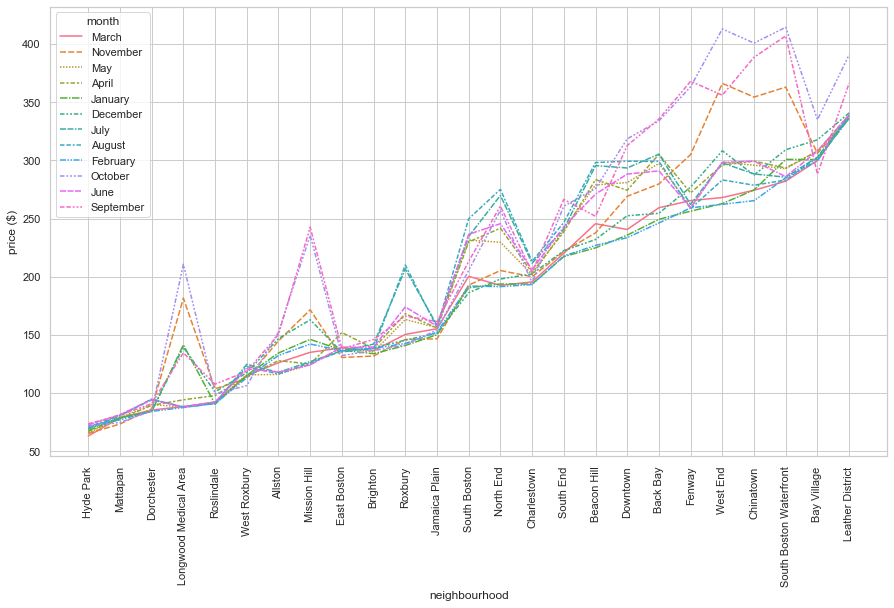 month
March
November
May
April
January
December
July
August
February
October
June
September
price ($)
400
350
300
250
200
150
100
50
Hyde Park
Mattapan
Dorchester
Longwood Medical Area
Roslindale
West Roxbury
Allston
Mission Hill
East Boston
Brighton
Roxbury
Jamaica Plain
South Boston
North End
Charlestown
South End
Beacon Hill
Downtown
Back Bay
Fenway
West End
Chinatown
South Boston Waterfront
Bay Village
Leather District
neighbourhood